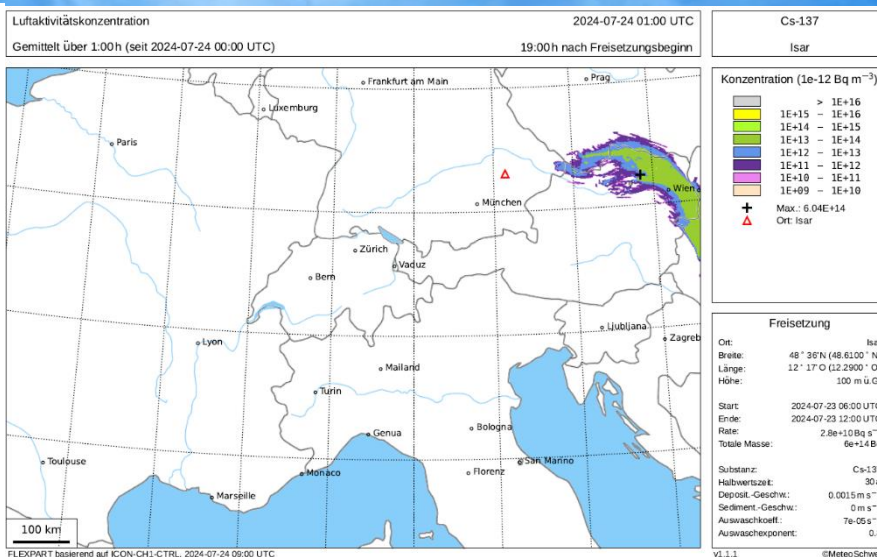 Luftaktivitätskonzentration
2024-07-24 01:00 UTC
Gemittelt über 1:00 h (seit 2024-07-24 00:00 UTC)
19:00 h nach Freisetzungsbeginn
Cs-137
Isar
Frankfurt am Main
Prag
Luxemburg
Paris
Wien
München
Zürich
Vaduz
Bern
Ljubljana
Zagreb
Lyon
Mailand
Turin
Genua
Bologna
San Marino
Toulouse
Monaco
Florenz
Marseille
100 km
Konzentration (1e-12 Bq m⁻³)
> 1E+16
1E+15 – 1E+16
1E+14 – 1E+15
1E+13 – 1E+14
1E+12 – 1E+13
1E+11 – 1E+12
1E+10 – 1E+11
1E+09 – 1E+10
Max.: 6.04E+14
Ort: Isar
Freisetzung
Ort:
Breite: 48°36'N (48.6100°N
Länge: 12°17'O (12.2900°O
Höhe: 100 m ü.G
Start: 2024-07-23 06:00 UTC
Ende: 2024-07-23 12:00 UTC
Rate: 2.8e+10 Bq s⁻
Totale Masse: 6e+14 B
Substanz: Cs-13
Halbwertszeit: 30
Deposit.-Geschw.: 0.0015 m s⁻
Sediment.-Geschw.: 0 m s⁻
Auswaschkoeff.: 7e-05 s⁻
Auswaschexponent: 0.
FLEXPART basierend auf ICON-CH1-CTRL, 2024-07-24 09:00 UTC
v1.1.1
©MeteoSchwe